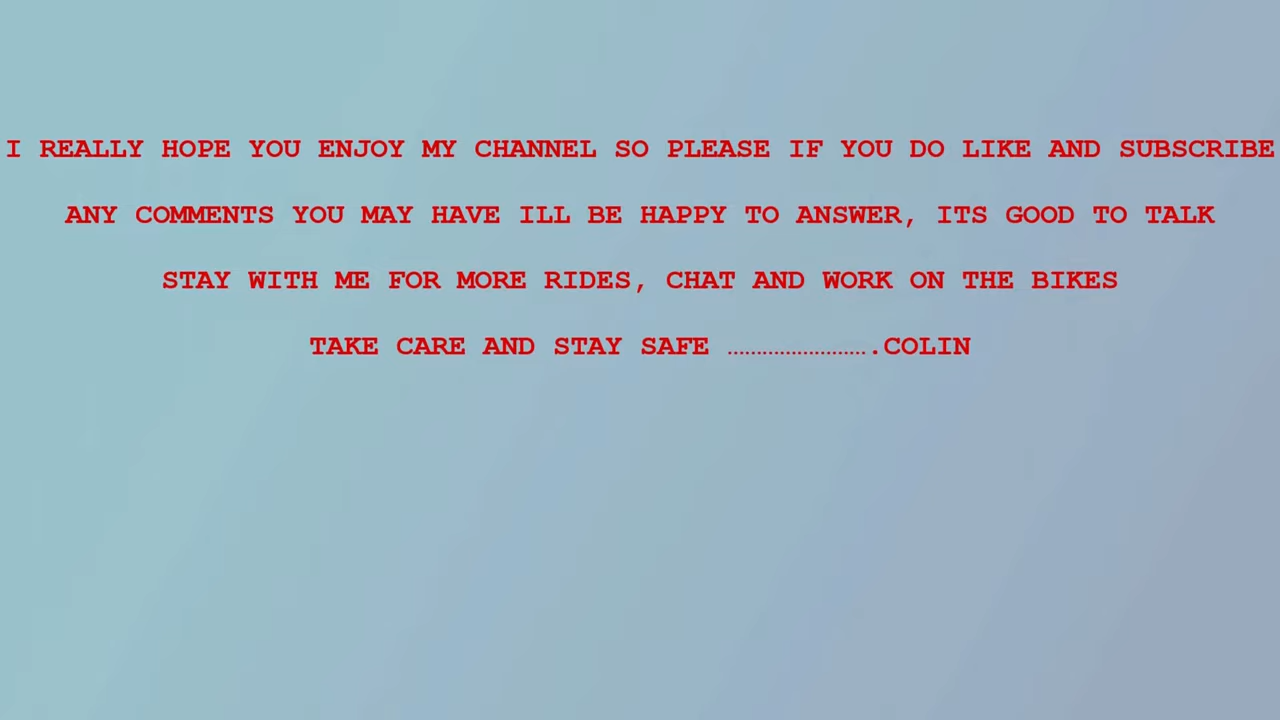 I REALLY HOPE YOU ENJOY MY CHANNEL SO PLEASE IF YOU DO LIKE AND SUBSCRIBE
ANY COMMENTS YOU MAY HAVE ILL BE HAPPY TO ANSWER, ITS GOOD TO TALK
STAY WITH ME FOR MORE RIDES, CHAT AND WORK ON THE BIKES
TAKE CARE AND STAY SAFE …………………….COLIN